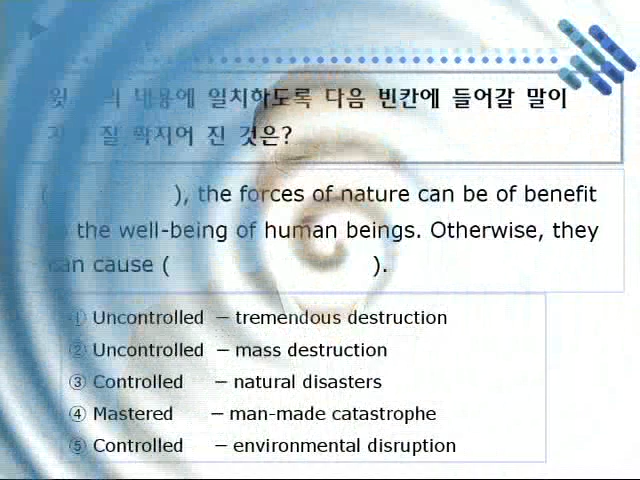 윗 의 내용에 일치하도록 다음 빈칸에 들어갈 말이
잘 짝지어 진 것은?
( ), the forces of nature can be of benefit
the well-being of human beings. Otherwise, they
can cause ( ).
① Uncontrolled – tremendous destruction
② Uncontrolled – mass destruction
③ Controlled – natural disasters
④ Mastered – man-made catastrophe
⑤ Controlled – environmental disruption